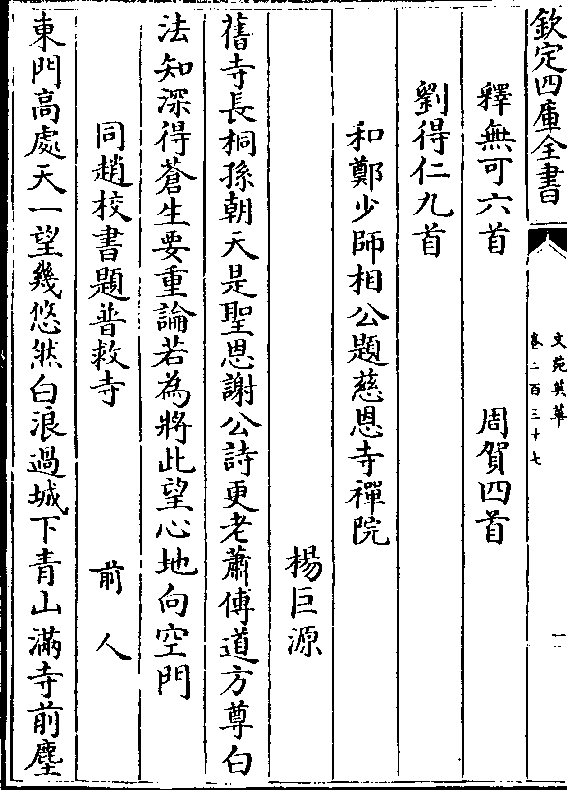 欽定四庫全書
文苑英華
卷二百三十七
一
釋無可六首 周賀四首
劉得仁九首
和鄭少師相公題慈恩寺禪院
楊巨源
舊寺長桐孫朝天是聖恩謝公詩更老蕭傅道方尊白
法知深得蒼生要重論若為將此望心地向空門
同趙校書題普救寺 前人
東門高處天一望幾悠然白浪過城下青山滿寺前塵